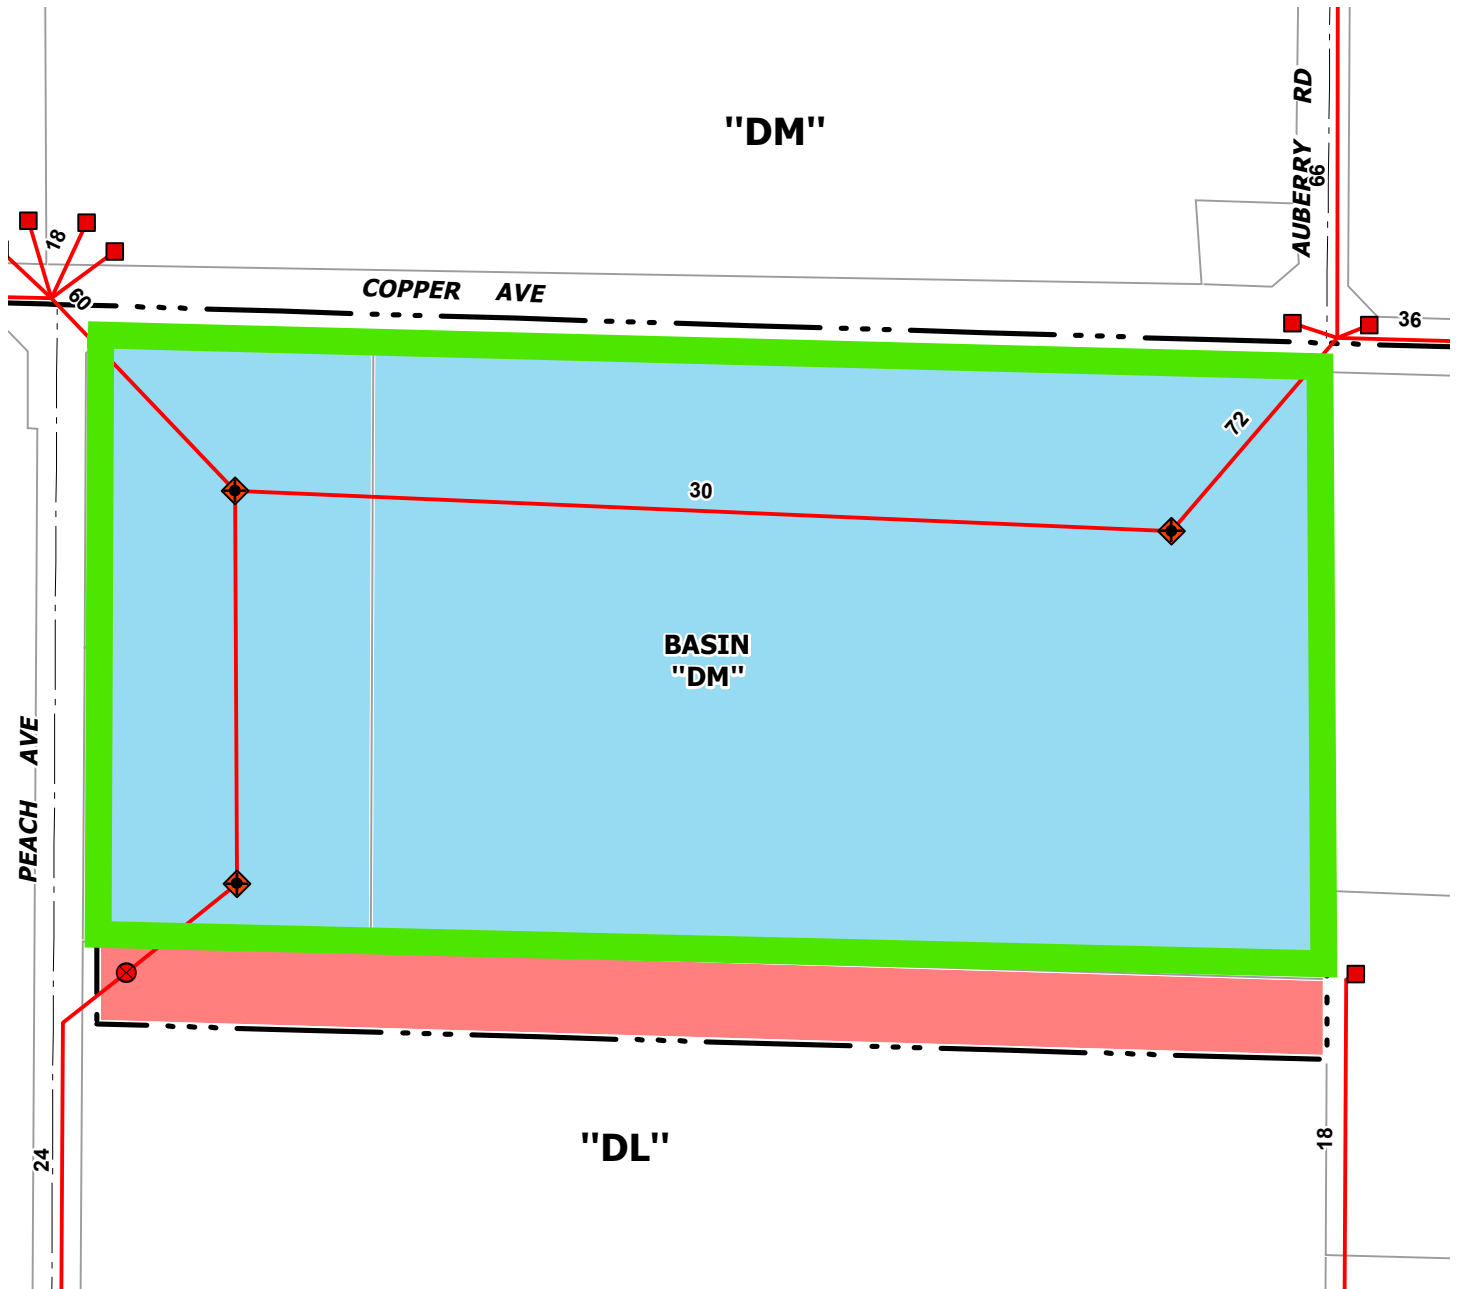 "DM"
AUBERRY RD
66
18
60
COPPER AVE
36
72
30
BASIN
"DM"
PEACH AVE
"DL"
24
18